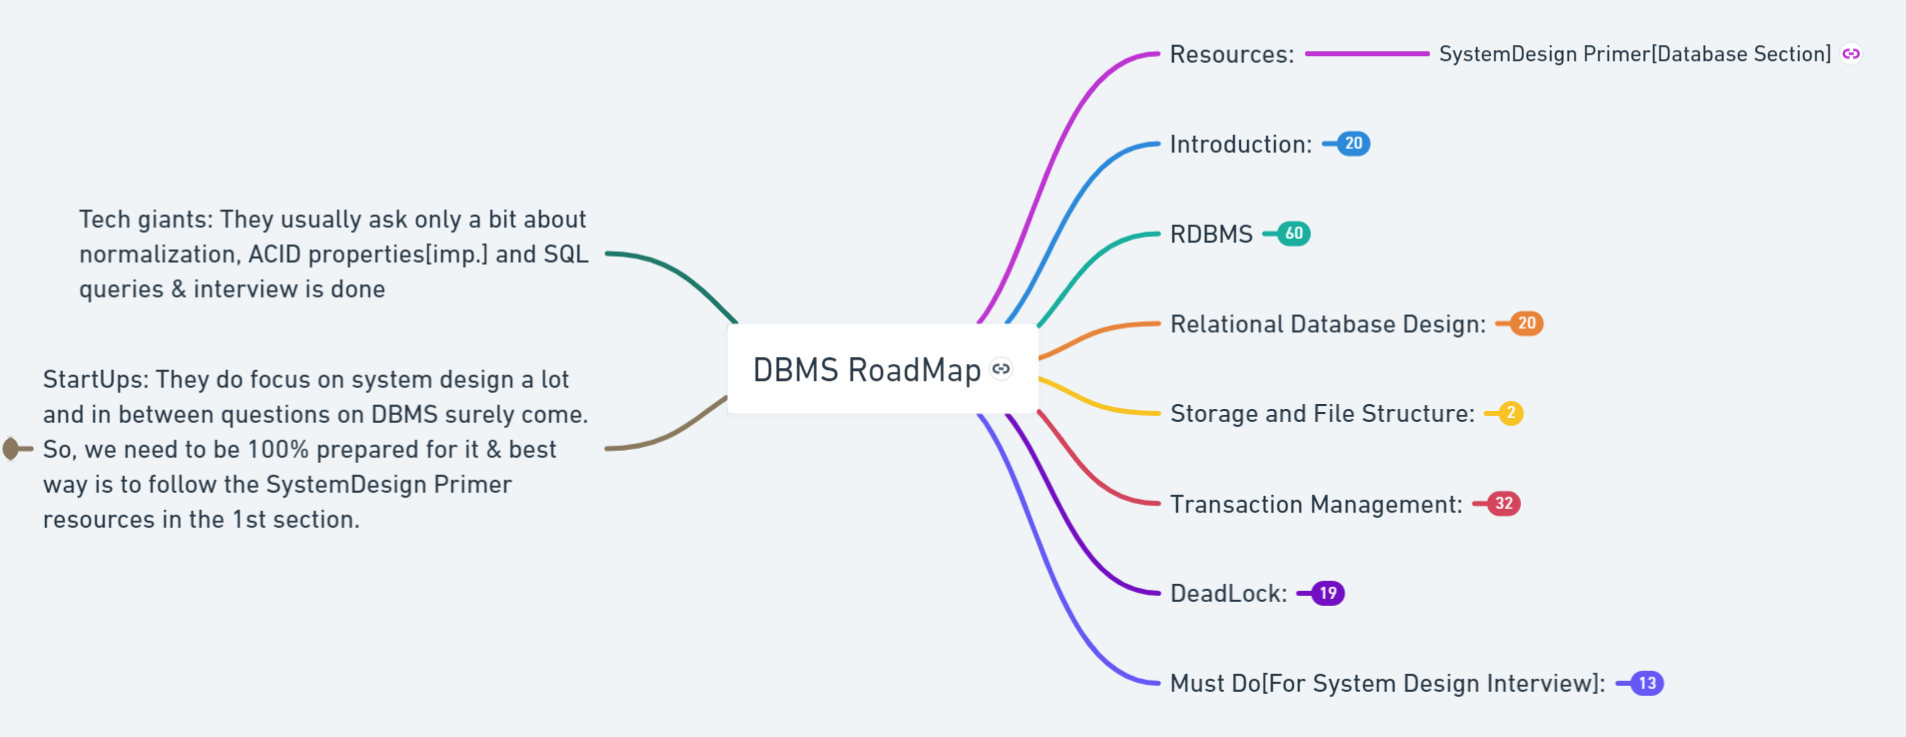 Tech giants: They usually ask only a bit about
normalization, ACID properties[imp.] and SQL
queries & interview is done
StartUps: They do focus on system design a lot
and in between questions on DBMS surely come.
So, we need to be 100% prepared for it & best
way is to follow the SystemDesign Primer
resources in the 1st section.
DBMS RoadMap
Resources: SystemDesign Primer[Database Section]
Introduction: 20
RDBMS 60
Relational Database Design: 20
Storage and File Structure: 2
Transaction Management: 32
DeadLock: 19
Must Do[For System Design Interview]: 13